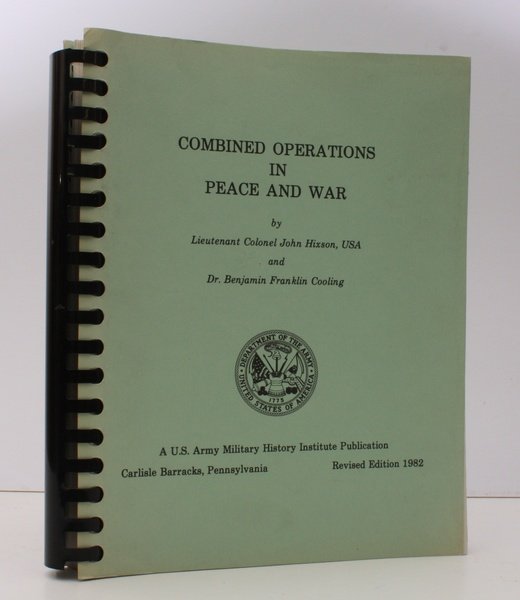 COMBINED OPERATIONS
IN
PEACE AND WAR
by
Lieutenant Colonel John Hixson, USA
and
Dr. Benjamin Franklin Cooling
DEPARTMENT OF THE ARMY
1775
UNITED STATES OF AMERICA
A U.S. Army Military History Institute Publication
Carlisle Barracks, Pennsylvania Revised Edition 1982